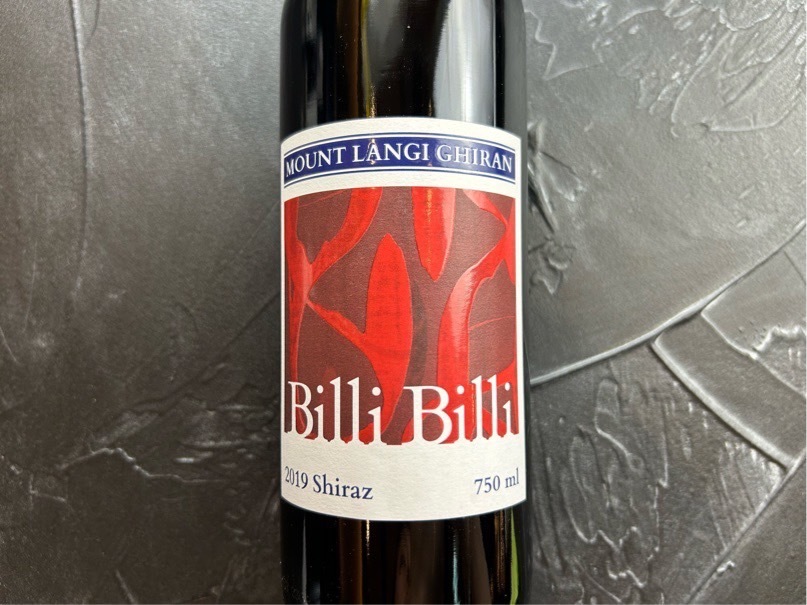 MOUNT LANGI GHIRAN
Billi Billi
2019 Shiraz 750 ml